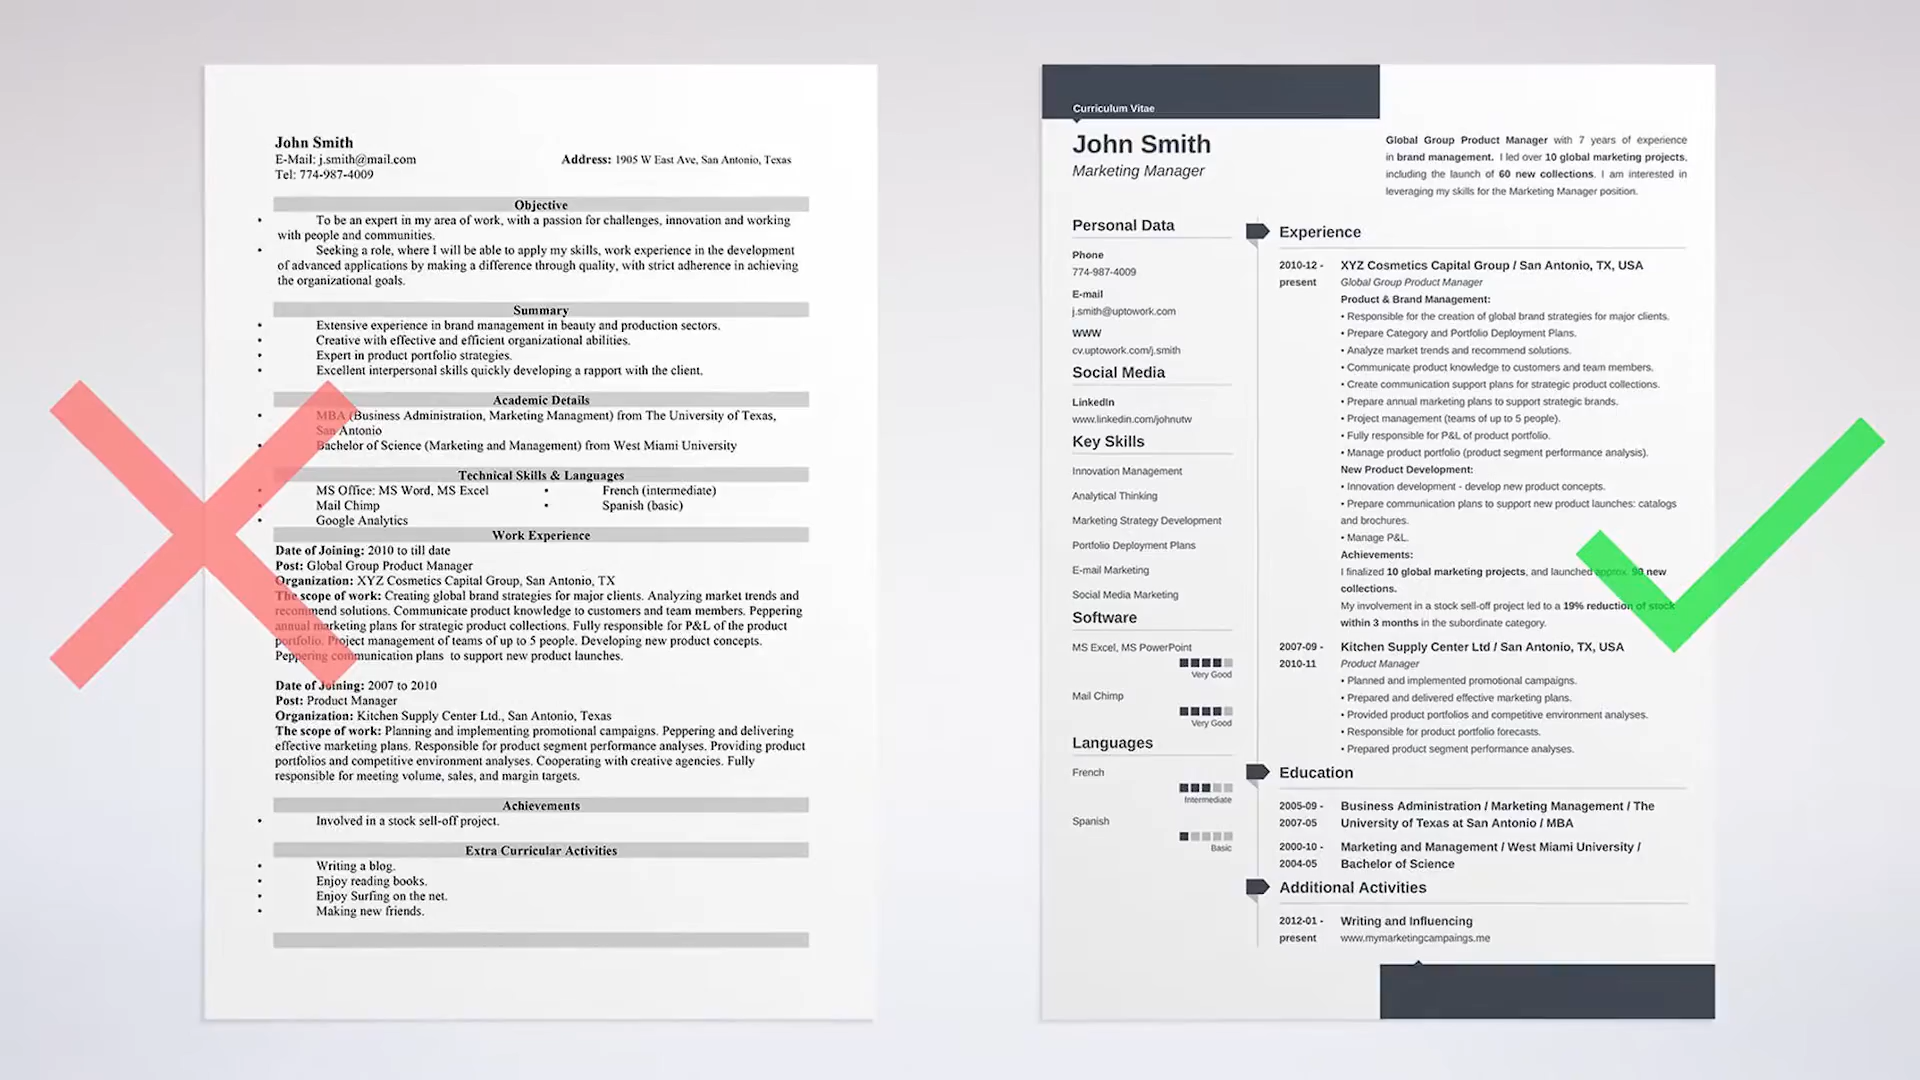 John Smith
E-Mail: j.smith@mail.com
Address: 1905 W East Ave, San Antonio, Texas
Tel: 774-987-4009
Objective
• To be an expert in my area of work, with a passion for challenges, innovation and working
with people and communities.
• Seeking a role, where I will be able to apply my skills, work experience in the development
of advanced applications by making a difference through quality, with strict adherence in achieving
the organizational goals.
Summary
• Extensive experience in brand management in beauty and production sectors.
• Creative with effective and efficient organizational abilities.
• Expert in product portfolio strategies.
• Excellent interpersonal skills quickly developing a rapport with the client.
Academic Details
• MBA (Business Administration, Marketing Managment) from The University of Texas,
San Antonio
• Bachelor of Science (Marketing and Management) from West Miami University
Technical Skills & Languages
• MS Office: MS Word, MS Excel • French (intermediate)
• Mail Chimp • Spanish (basic)
• Google Analytics
Work Experience
Date of Joining: 2010 to till date
Post: Global Group Product Manager
Organization: XYZ Cosmetics Capital Group, San Antonio, TX
The scope of work: Creating global brand strategies for major clients. Analyzing market trends and
recommend solutions. Communicate product knowledge to customers and team members. Peppering
annual marketing plans for strategic product collections. Fully responsible for P&L of the product
portfolio. Project management of teams of up to 5 people. Developing new product concepts.
Peppering communication plans to support new product launches.
Date of Joining: 2007 to 2010
Post: Product Manager
Organization: Kitchen Supply Center Ltd., San Antonio, Texas
The scope of work: Planning and implementing promotional campaigns. Peppering and delivering
effective marketing plans. Responsible for product segment performance analyses. Providing product
portfolios and competitive environment analyses. Cooperating with creative agencies. Fully
responsible for meeting volume, sales, and margin targets.
Achievements
• Involved in a stock sell-off project.
Extra Curricular Activities
• Writing a blog.
• Enjoy reading books.
• Enjoy Surfing on the net.
• Making new friends.
Curriculum Vitae
John Smith
Marketing Manager
Global Group Product Manager with 7 years of experience
in brand management. I led over 10 global marketing projects,
including the launch of 60 new collections. I am interested in
leveraging my skills for the Marketing Manager position.
Personal Data
Phone
774-987-4009
E-mail
j.smith@uptowork.com
WWW
cv.uptowork.com/j.smith
Social Media
LinkedIn
www.linkedin.com/johnutw
Key Skills
Innovation Management
Analytical Thinking
Marketing Strategy Development
Portfolio Deployment Plans
E-mail Marketing
Social Media Marketing
Software
MS Excel, MS PowerPoint
Very Good
Mail Chimp
Very Good
Languages
French
Intermediate
Spanish
Basic
Experience
2010-12 - XYZ Cosmetics Capital Group / San Antonio, TX, USA
present Global Group Product Manager
Product & Brand Management:
• Responsible for the creation of global brand strategies for major clients.
• Prepare Category and Portfolio Deployment Plans.
• Analyze market trends and recommend solutions.
• Communicate product knowledge to customers and team members.
• Create communication support plans for strategic product collections.
• Prepare annual marketing plans to support strategic brands.
• Project management (teams of up to 5 people).
• Fully responsible for P&L of product portfolio.
• Manage product portfolio (product segment performance analysis).
New Product Development:
• Innovation development - develop new product concepts.
• Prepare communication plans to support new product launches: catalogs
and brochures.
• Manage P&L.
Achievements:
I finalized 10 global marketing projects, and launched approx. 90 new
collections.
My involvement in a stock sell-off project led to a 19% reduction of stock
within 3 months in the subordinate category.
2007-09 - Kitchen Supply Center Ltd / San Antonio, TX, USA
2010-11 Product Manager
• Planned and implemented promotional campaigns.
• Prepared and delivered effective marketing plans.
• Provided product portfolios and competitive environment analyses.
• Responsible for product portfolio forecasts.
• Prepared product segment performance analyses.
Education
2005-09 - Business Administration / Marketing Management / The
2007-05 University of Texas at San Antonio / MBA
2000-10 - Marketing and Management / West Miami University /
2004-05 Bachelor of Science
Additional Activities
2012-01 - Writing and Influencing
present www.mymarketingcampaings.me